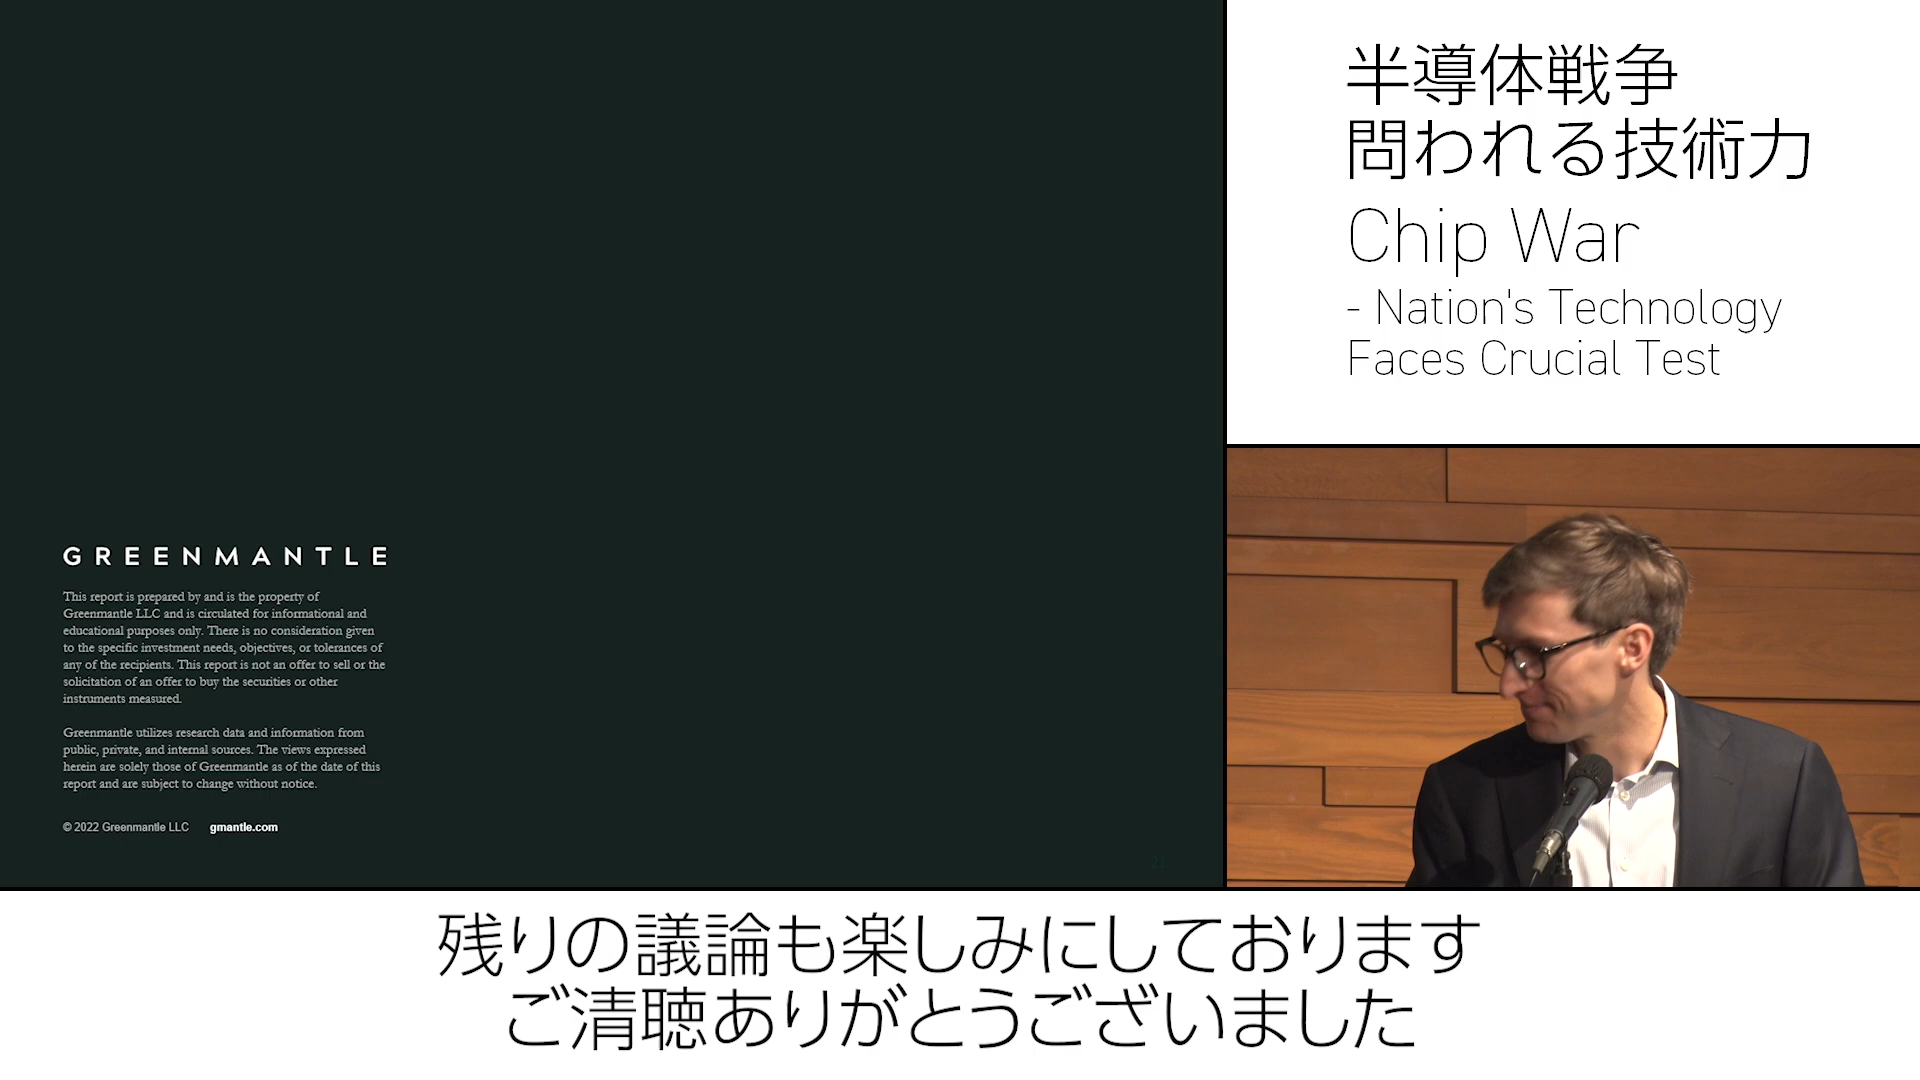 半導体戦争
問われる技術力
Chip War
- Nation's Technology
Faces Crucial Test
GREENMANTLE
This report is prepared by and is the property of
Greenmantle LLC and is circulated for informational and
educational purposes only. There is no consideration given
to the specific investment needs, objectives, or tolerances of
any of the recipients. This report is not an offer to sell or the
solicitation of an offer to buy the securities or other
instruments measured.
Greenmantle utilizes research data and information from
public, private, and internal sources. The views expressed
herein are solely those of Greenmantle as of the date of this
report and are subject to change without notice.
© 2022 Greenmantle LLC gmantle.com
21
残りの議論も楽しみにしております
ご清聴ありがとうございました